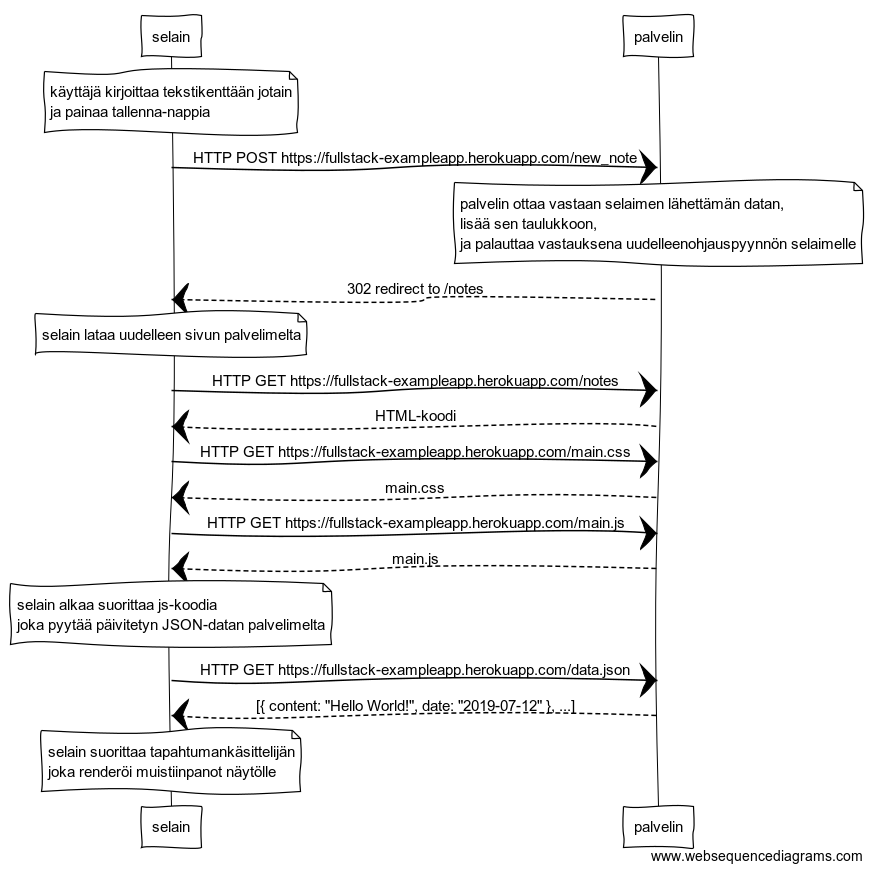 selain
palvelin
käyttäjä kirjoittaa tekstikenttään jotain
ja painaa tallenna-nappia
HTTP POST https://fullstack-exampleapp.herokuapp.com/new_note
palvelin ottaa vastaan selaimen lähettämän datan,
lisää sen taulukkoon,
ja palauttaa vastauksena uudelleenohjauspyynnön selaimelle
302 redirect to /notes
selain lataa uudelleen sivun palvelimelta
HTTP GET https://fullstack-exampleapp.herokuapp.com/notes
HTML-koodi
HTTP GET https://fullstack-exampleapp.herokuapp.com/main.css
main.css
HTTP GET https://fullstack-exampleapp.herokuapp.com/main.js
main.js
selain alkaa suorittaa js-koodia
joka pyytää päivitetyn JSON-datan palvelimelta
HTTP GET https://fullstack-exampleapp.herokuapp.com/data.json
[{ content: "Hello World!", date: "2019-07-12" }, ...]
selain suorittaa tapahtumankäsittelijän
joka renderöi muistiinpanot näytölle
selain
palvelin
www.websequencediagrams.com